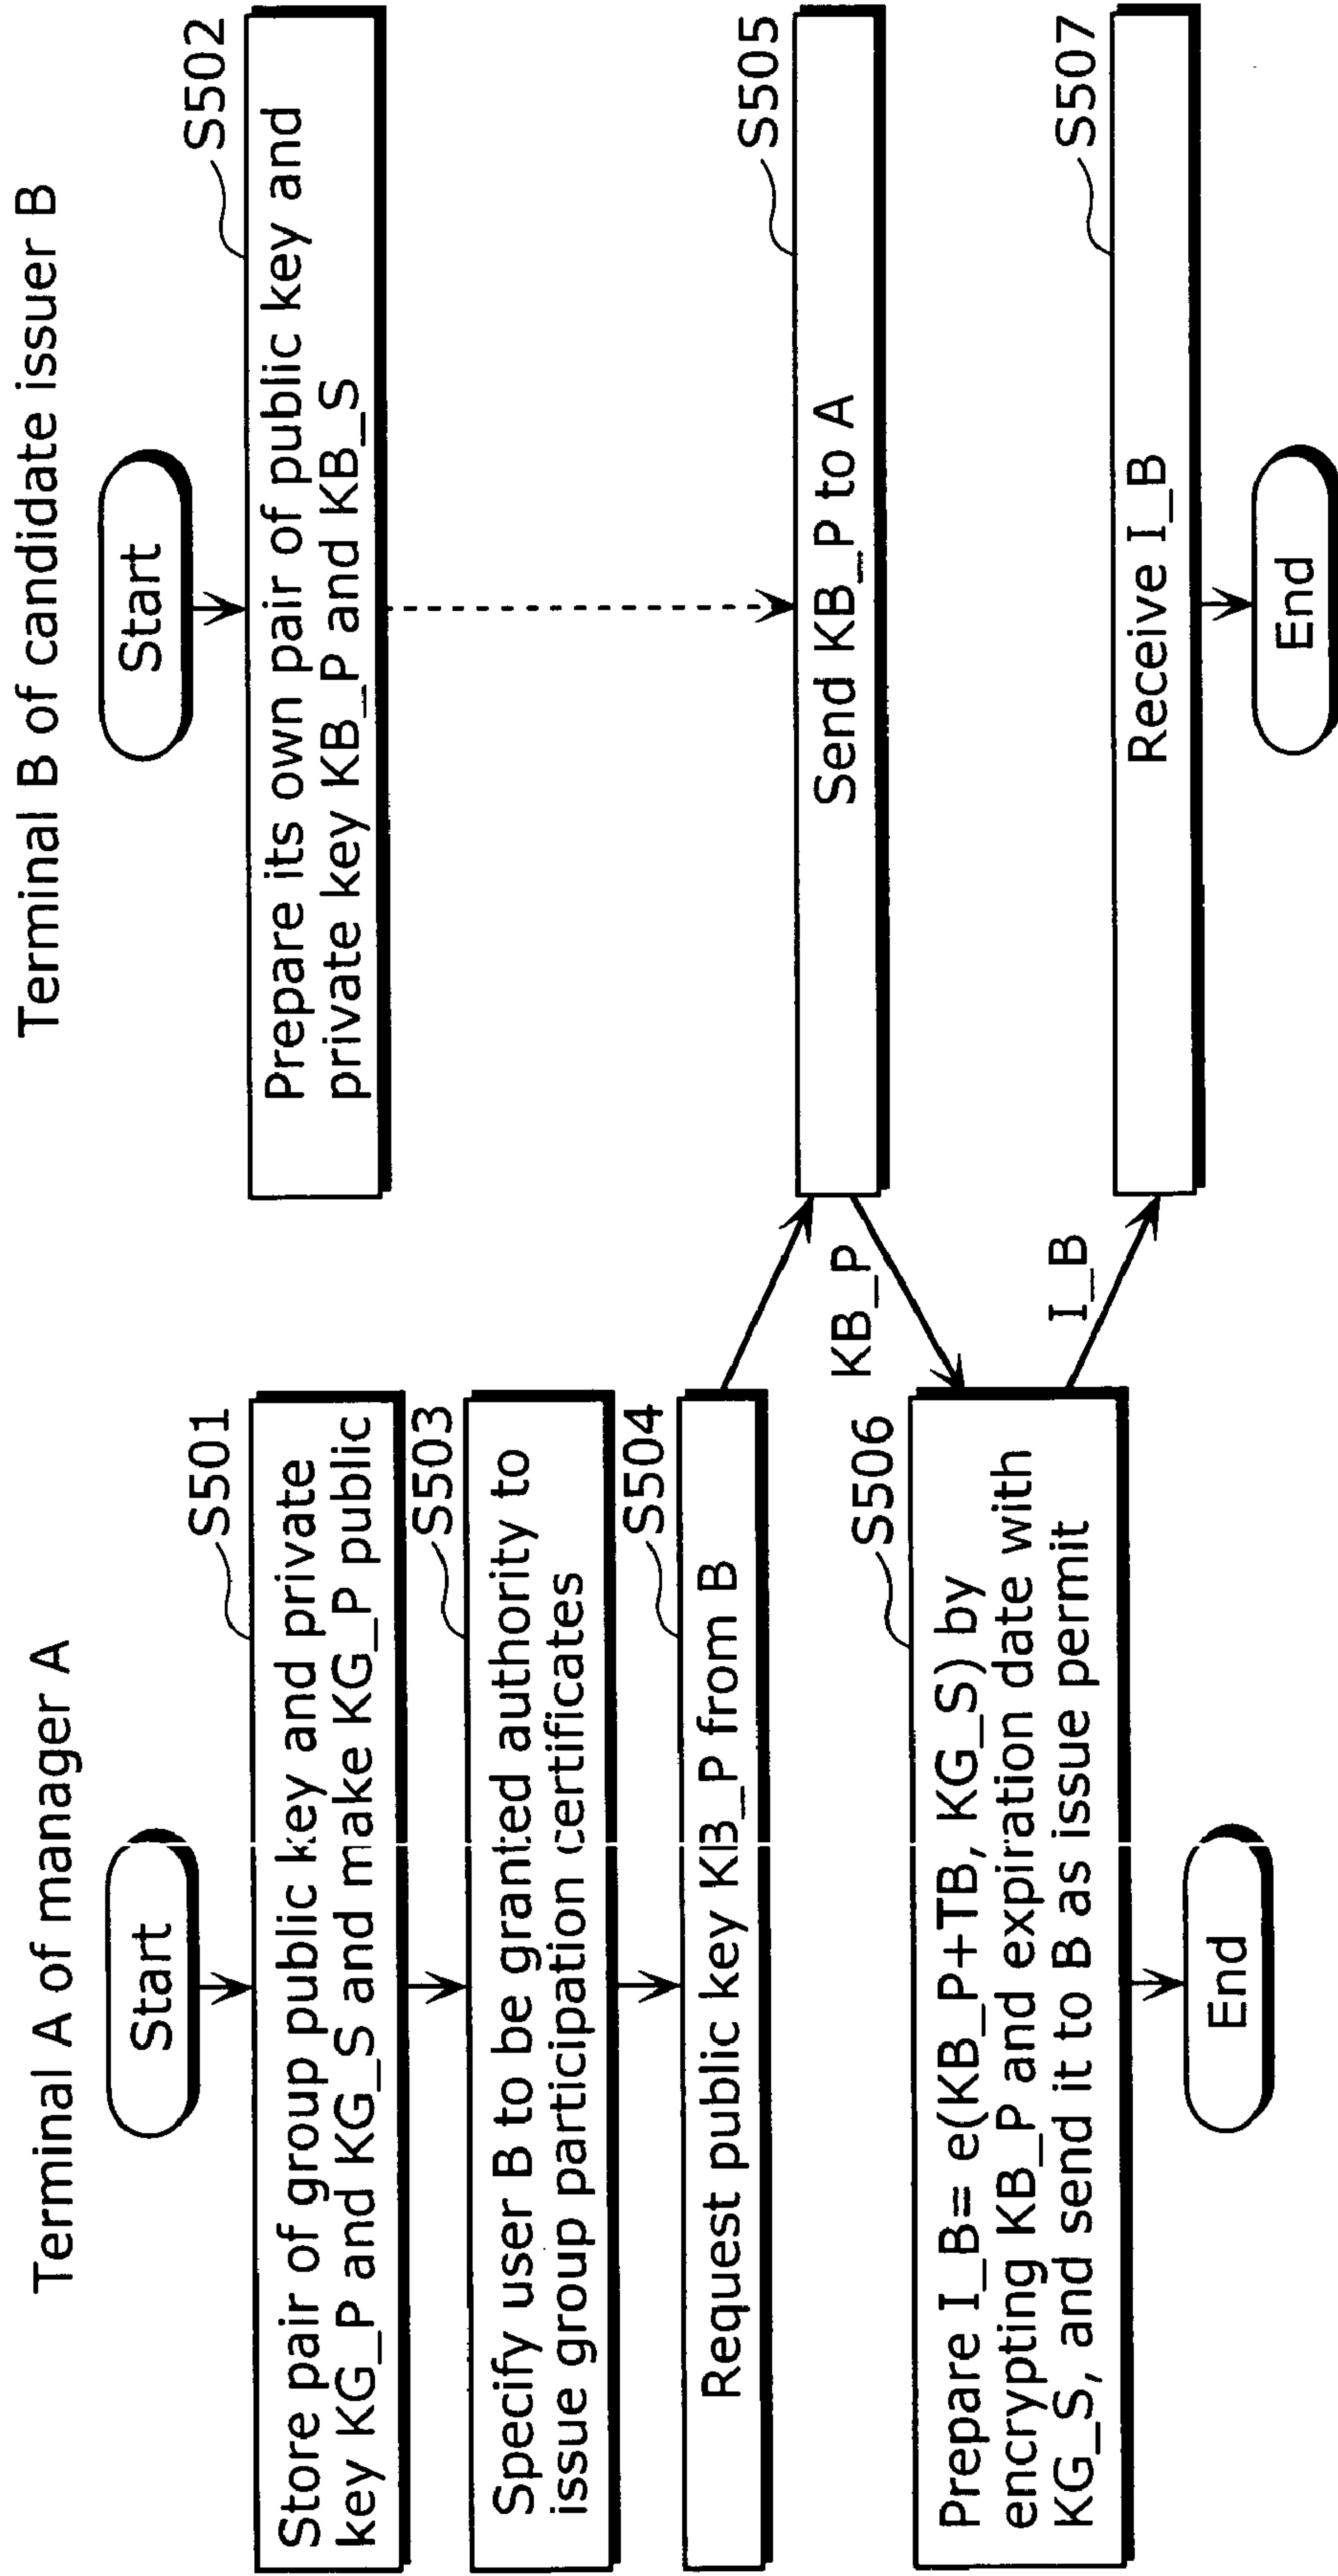 Terminal A of manager A
Start
S501
Store pair of group public key and private
key KG_P and KG_S and make KG_P public
S503
Specify user B to be granted authority to
issue group participation certificates
S504
Request public key KB_P from B
S506
Prepare I_B= e(KB_P+TB, KG_S) by
encrypting KB_P and expiration date with
KG_S, and send it to B as issue permit
End
KB_P
I_B
Terminal B of candidate issuer B
Start
S502
Prepare its own pair of public key and
private key KB_P and KB_S
S505
Send KB_P to A
S507
Receive I_B
End